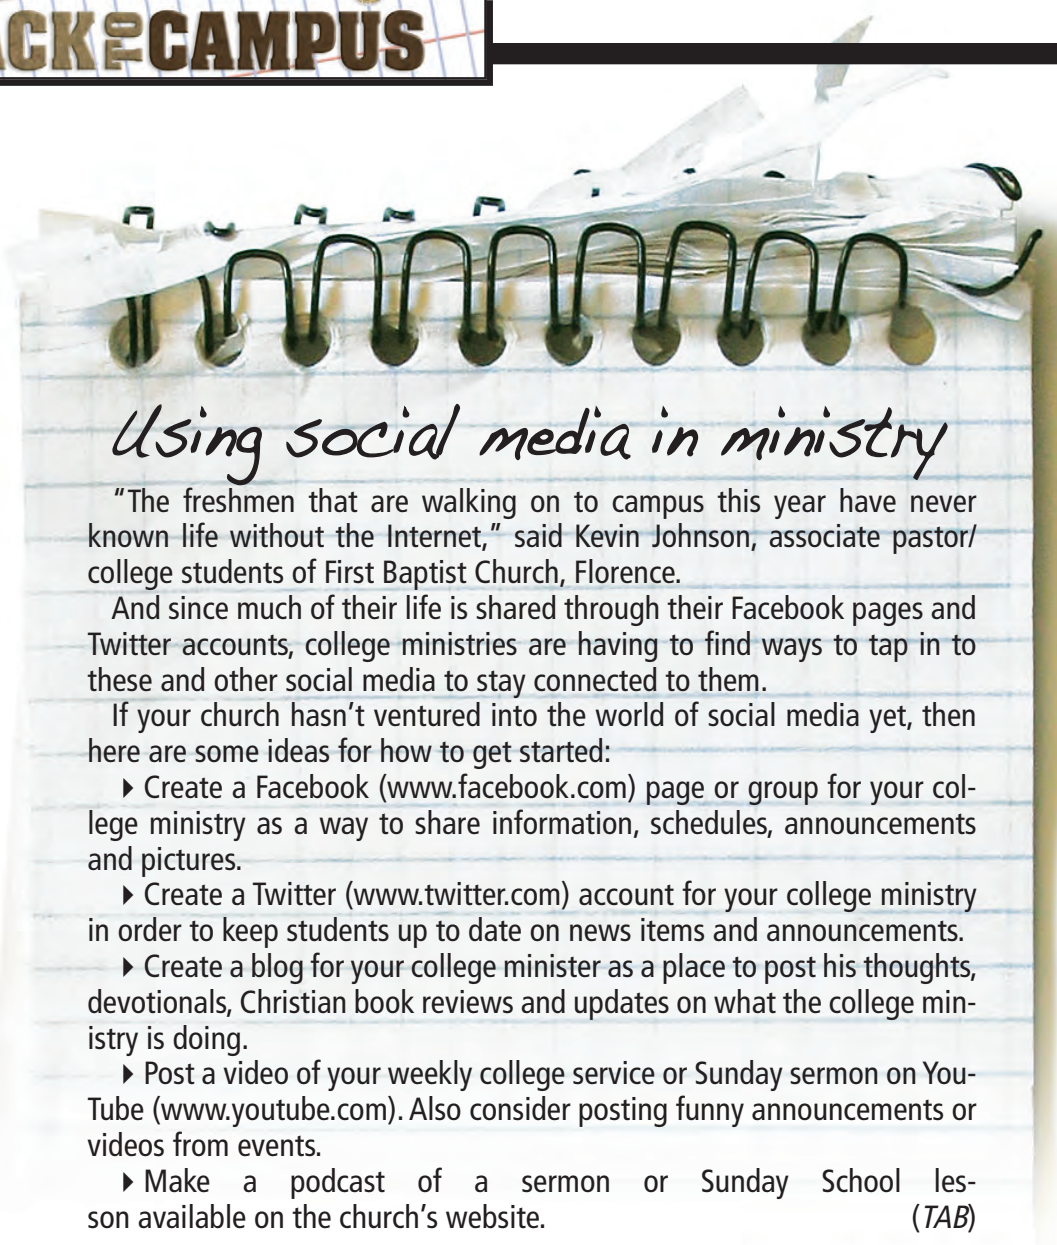 ACK TO CAMPUS
Using social media in ministry
"The freshmen that are walking on to campus this year have never
known life without the Internet," said Kevin Johnson, associate pastor/
college students of First Baptist Church, Florence.
And since much of their life is shared through their Facebook pages and
Twitter accounts, college ministries are having to find ways to tap in to
these and other social media to stay connected to them.
If your church hasn't ventured into the world of social media yet, then
here are some ideas for how to get started:
▸ Create a Facebook (www.facebook.com) page or group for your col-
lege ministry as a way to share information, schedules, announcements
and pictures.
▸ Create a Twitter (www.twitter.com) account for your college ministry
in order to keep students up to date on news items and announcements.
▸ Create a blog for your college minister as a place to post his thoughts,
devotionals, Christian book reviews and updates on what the college min-
istry is doing.
▸ Post a video of your weekly college service or Sunday sermon on You-
Tube (www.youtube.com). Also consider posting funny announcements or
videos from events.
▸ Make a podcast of a sermon or Sunday School les-
son available on the church's website. (TAB)